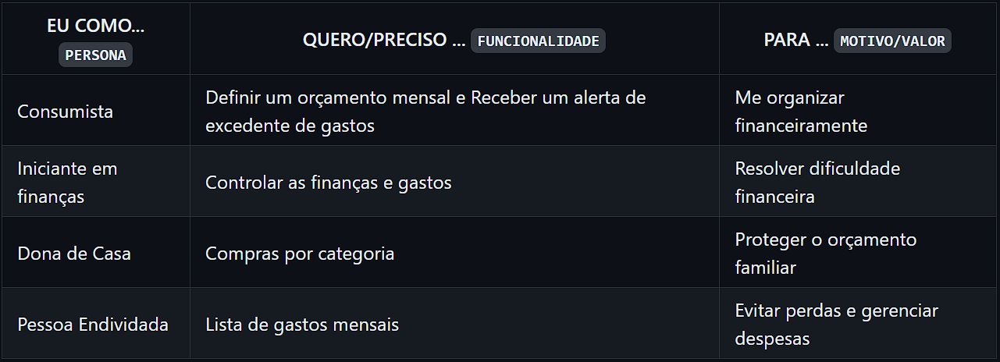 EU COMO...
PERSONA
QUERO/PRECISO ... FUNCIONALIDADE
PARA ... MOTIVO/VALOR
Consumista
Definir um orçamento mensal e Receber um alerta de
excedente de gastos
Me organizar
financeiramente
Iniciante em
finanças
Controlar as finanças e gastos
Resolver dificuldade
financeira
Dona de Casa
Compras por categoria
Proteger o orçamento
familiar
Pessoa Endividada
Lista de gastos mensais
Evitar perdas e gerenciar
despesas